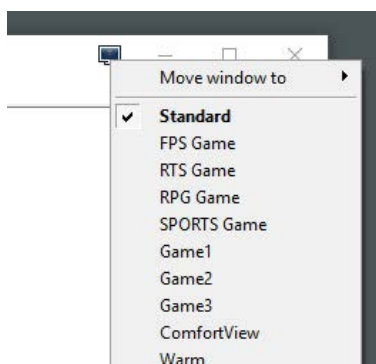 Move window to
Standard
FPS Game
RTS Game
RPG Game
SPORTS Game
Game1
Game2
Game3
ComfortView
Warm